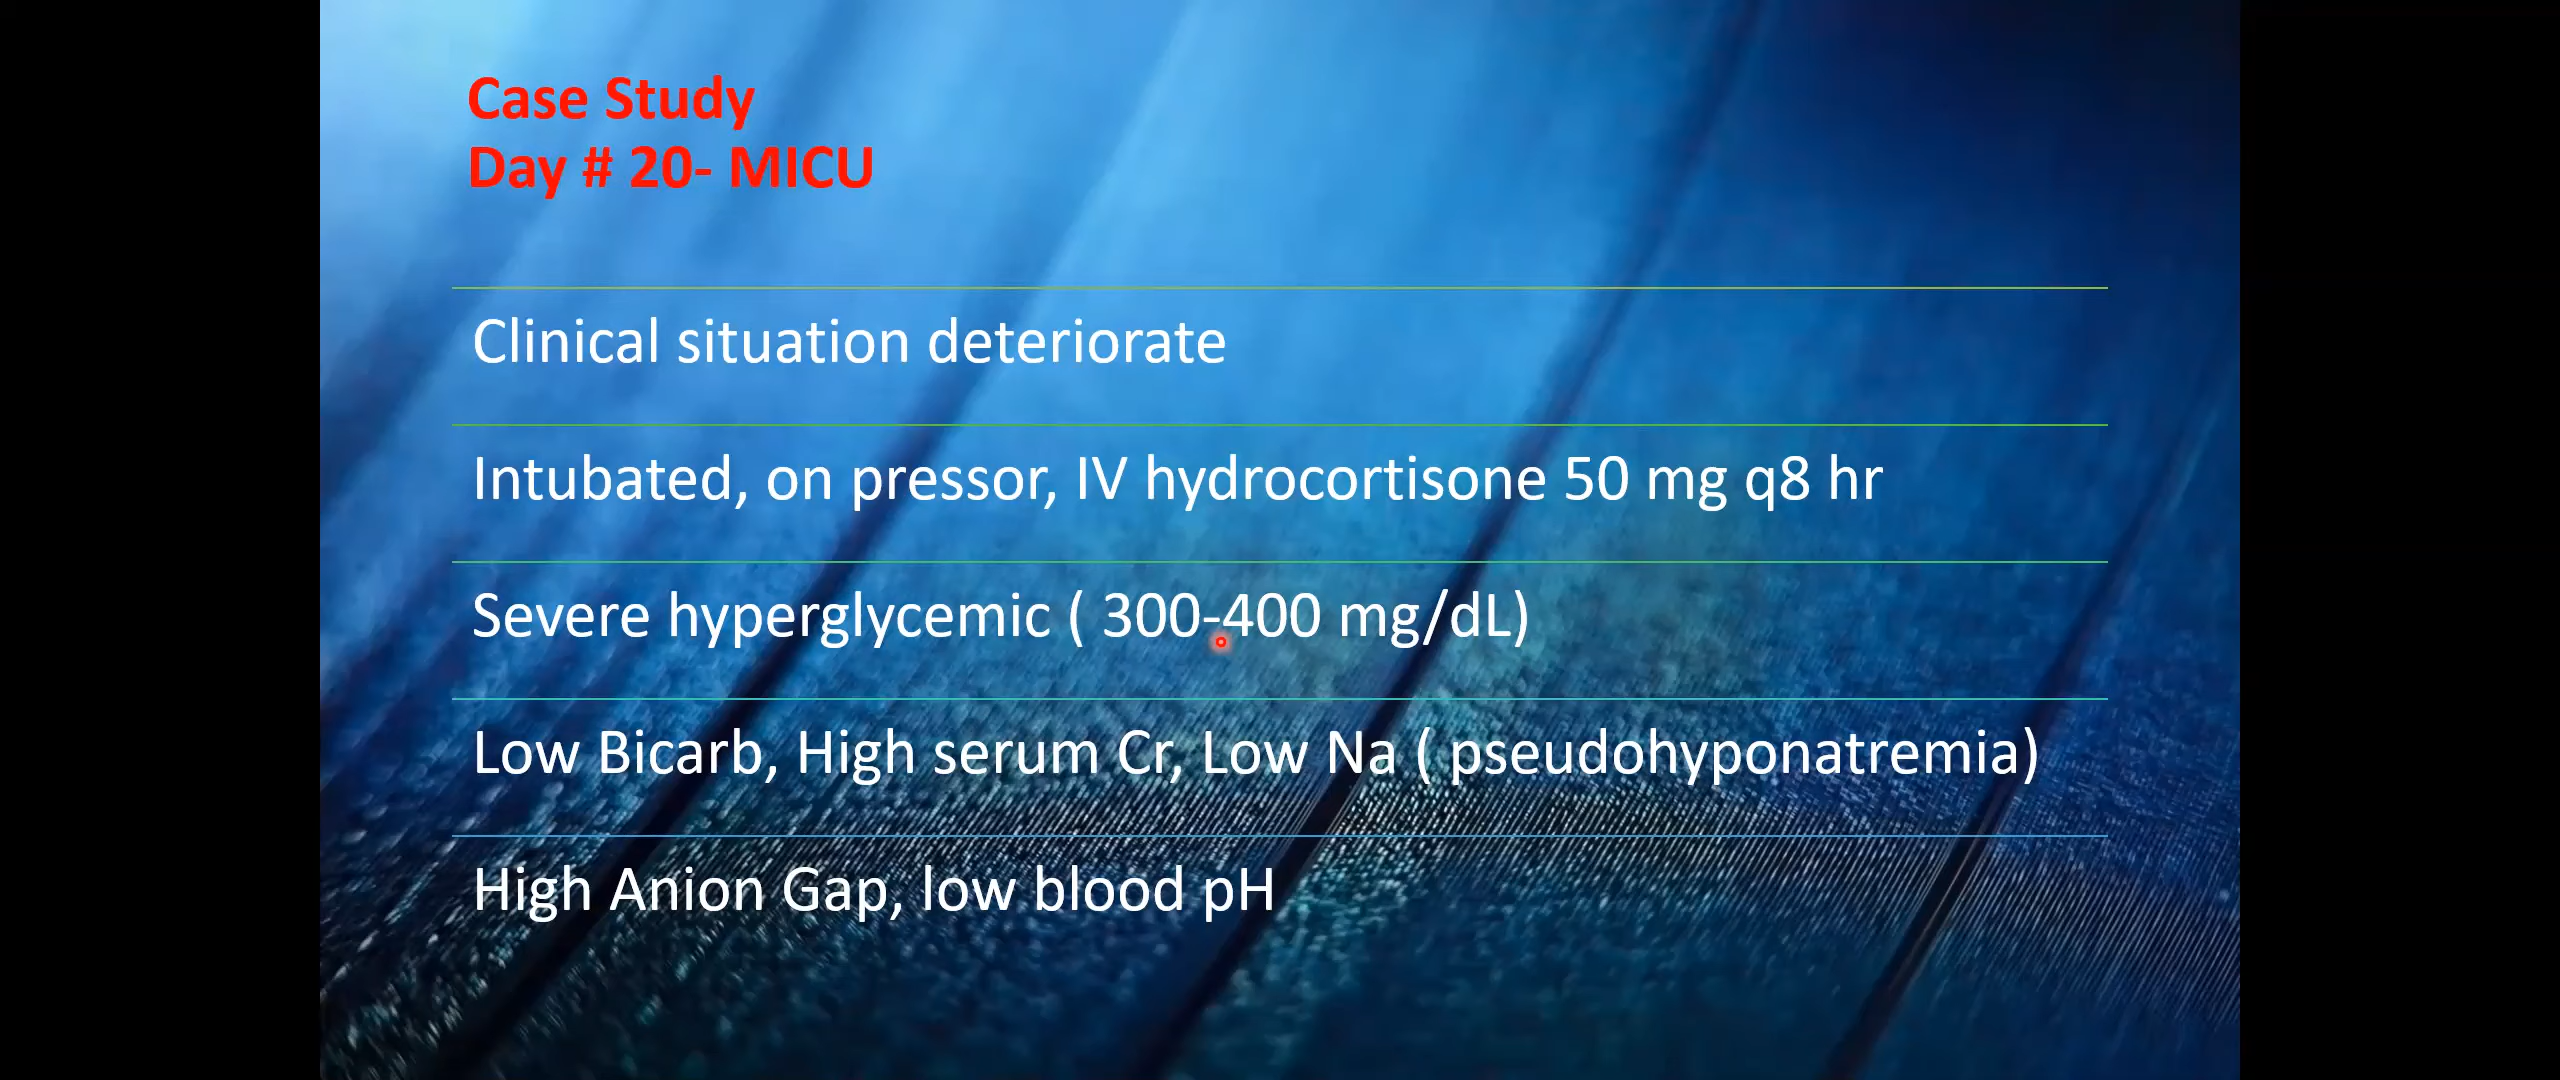 Case Study
Day # 20- MICU
Clinical situation deteriorate
Intubated, on pressor, IV hydrocortisone 50 mg q8 hr
Severe hyperglycemic ( 300-400 mg/dL)
Low Bicarb, High serum Cr, Low Na ( pseudohyponatremia)
High Anion Gap, low blood pH